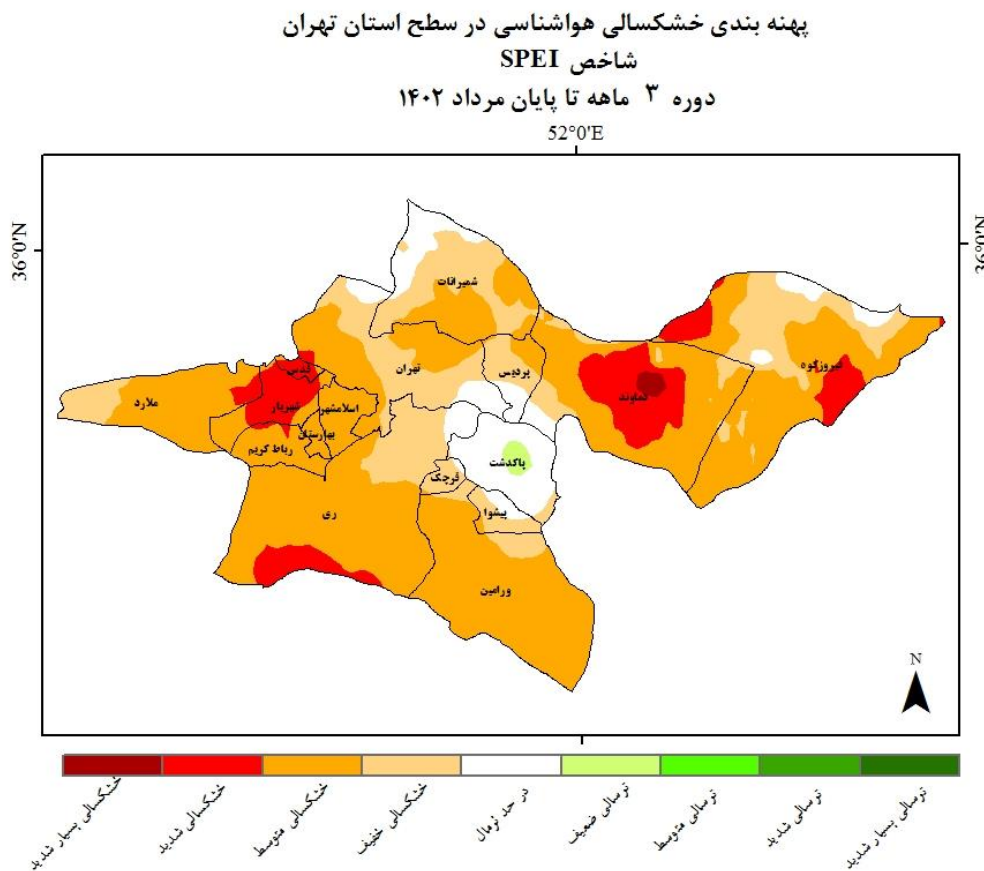 پهنه بندی خشکسالی هواشناسی در سطح استان تهران
شاخص SPEI
دوره ۳ ماهه تا پایان مرداد ۱۴۰۲
52°0'E
36°0'N
36°0'N
شمیرانات
فیروزکوه
تهران
پردیس
دماوند
قدس
ملارد
شهریار
اسلامشهر
بهارستان
رباط کریم
پاکدشت
قرچک
ری
پیشوا
ورامین
N
خشکسالی بسیار شدید
خشکسالی شدید
خشکسالی متوسط
خشکسالی خفیف
در حد نرمال
ترسالی ضعیف
ترسالی متوسط
ترسالی شدید
ترسالی بسیار شدید